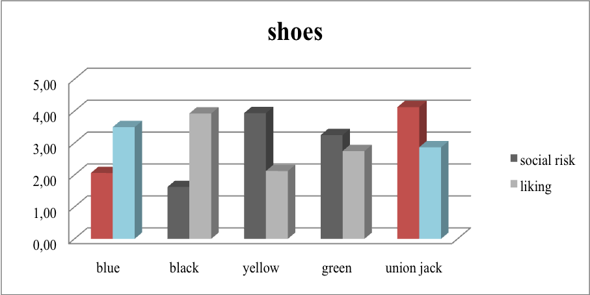 shoes
5,00
4,00
3,00
2,00
1,00
0,00
blue black yellow green union jack
social risk
liking